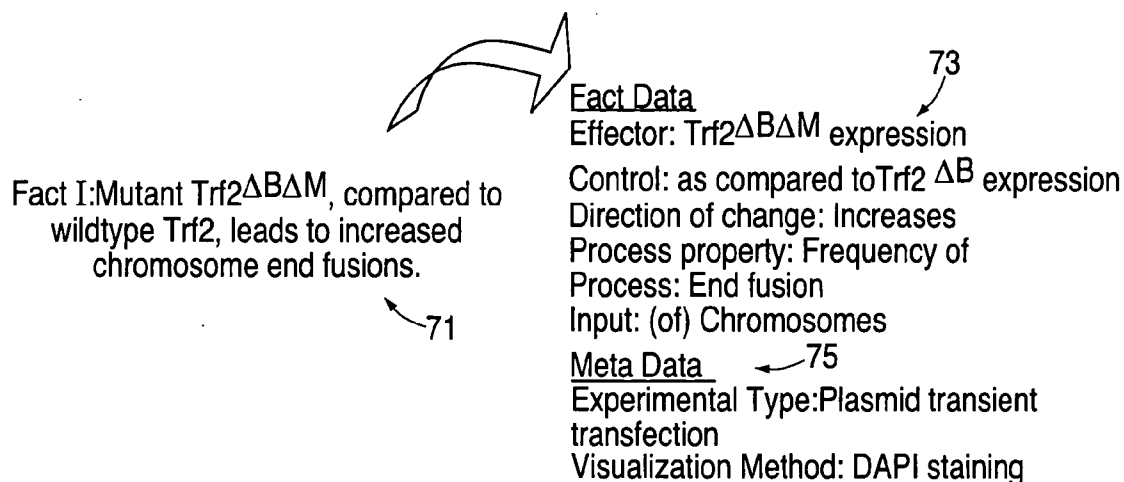 73
Fact Data
Effector: Trf2ΔBΔM expression
Control: as compared toTrf2 ΔB expression
Direction of change: Increases
Process property: Frequency of
Process: End fusion
Input: (of) Chromosomes
Fact I:Mutant Trf2ΔBΔM, compared to
wildtype Trf2, leads to increased
chromosome end fusions.
71
Meta Data
75
Experimental Type:Plasmid transient
transfection
Visualization Method: DAPI staining